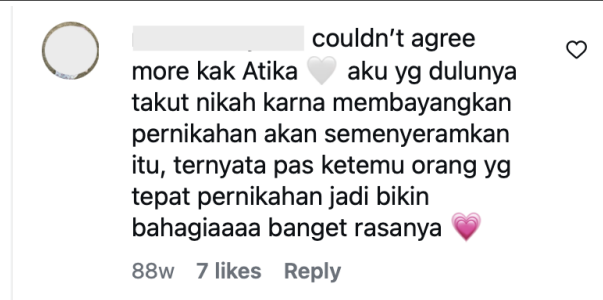 couldn’t agree
more kak Atika 🤍 aku yg dulunya
takut nikah karna membayangkan
pernikahan akan semenyeramkan
itu, ternyata pas ketemu orang yg
tepat pernikahan jadi bikin
bahagiaaaa banget rasanya 💗
88w 7 likes Reply